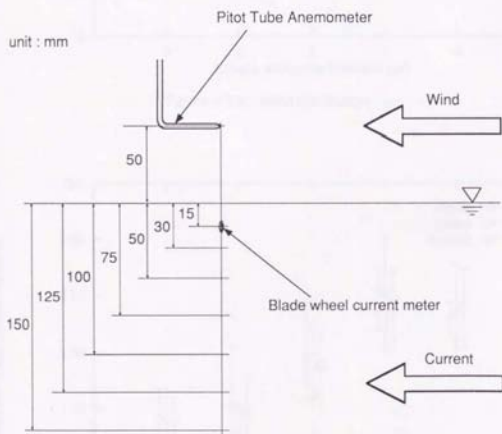 Pitot Tube Anemometer
unit : mm
Wind
50
15
30
50
75
100
125
150
Blade wheel current meter
Current